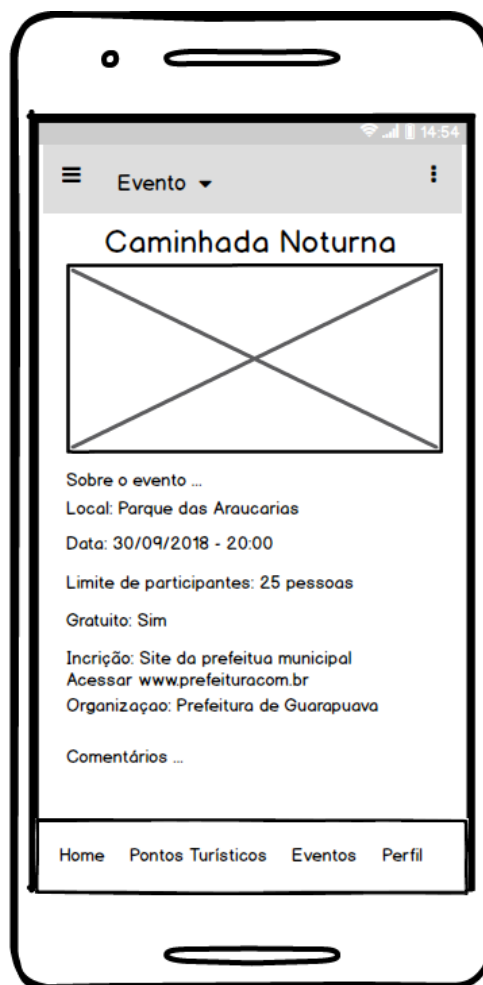 14:54
Evento
Caminhada Noturna
Sobre o evento ...
Local: Parque das Araucarias
Data: 30/09/2018 - 20:00
Limite de participantes: 25 pessoas
Gratuito: Sim
Incrição: Site da prefeitua municipal
Acessar www.prefeituracom.br
Organizaçao: Prefeitura de Guarapuava
Comentários ...
Home Pontos Turísticos Eventos Perfil